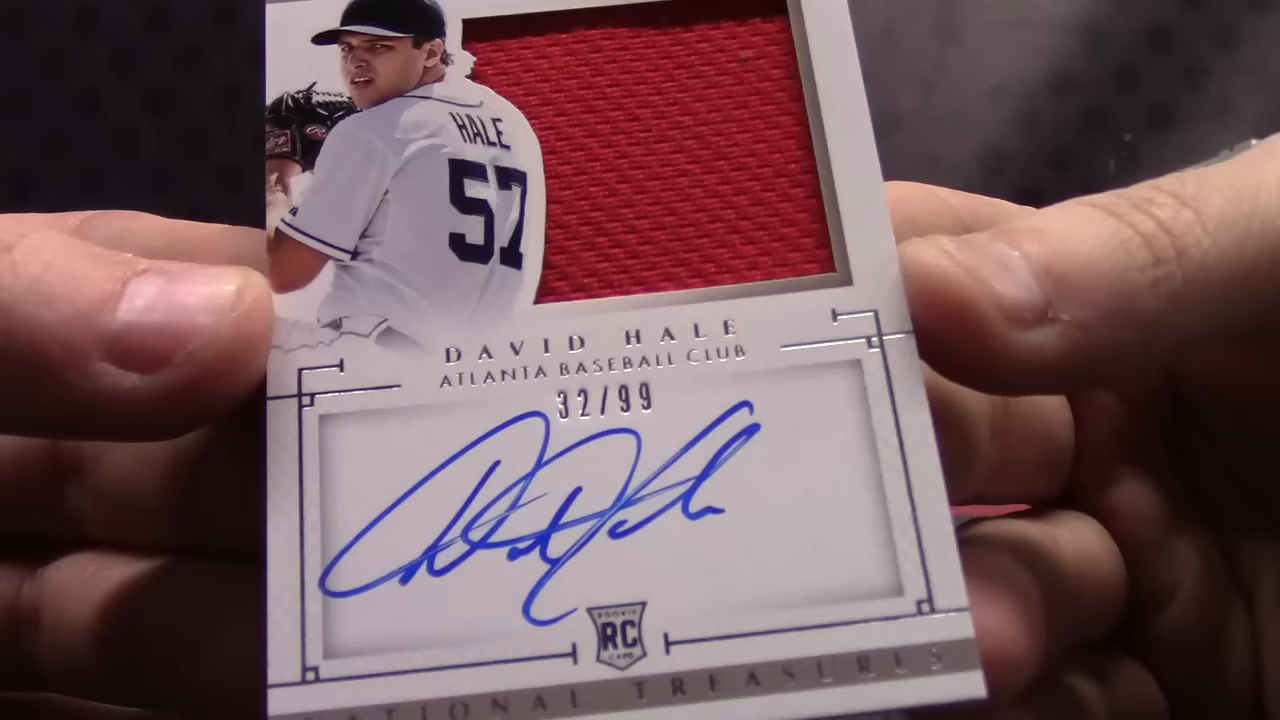 HALE
57
DAVID HALE
ATLANTA BASEBALL CLUB
32/99
ROOKIE
RC
CARD
NATIONAL TREASURES